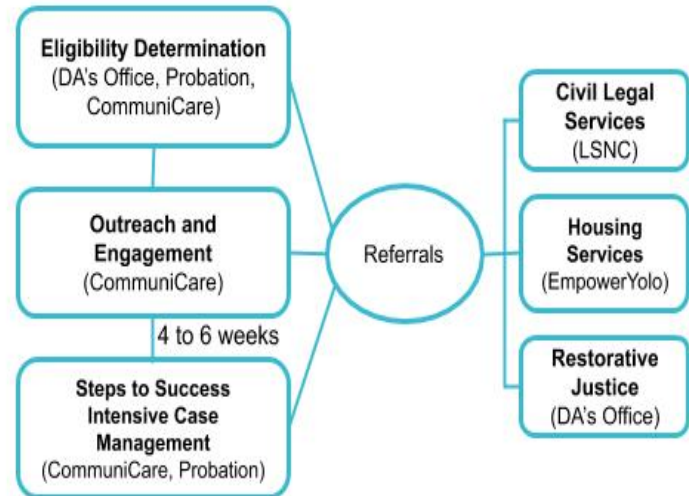 Eligibility Determination
(DA's Office, Probation,
CommuniCare)
Outreach and
Engagement
(CommuniCare)
4 to 6 weeks
Steps to Success
Intensive Case
Management
(CommuniCare, Probation)
Referrals
Civil Legal
Services
(LSNC)
Housing
Services
(EmpowerYolo)
Restorative
Justice
(DA's Office)